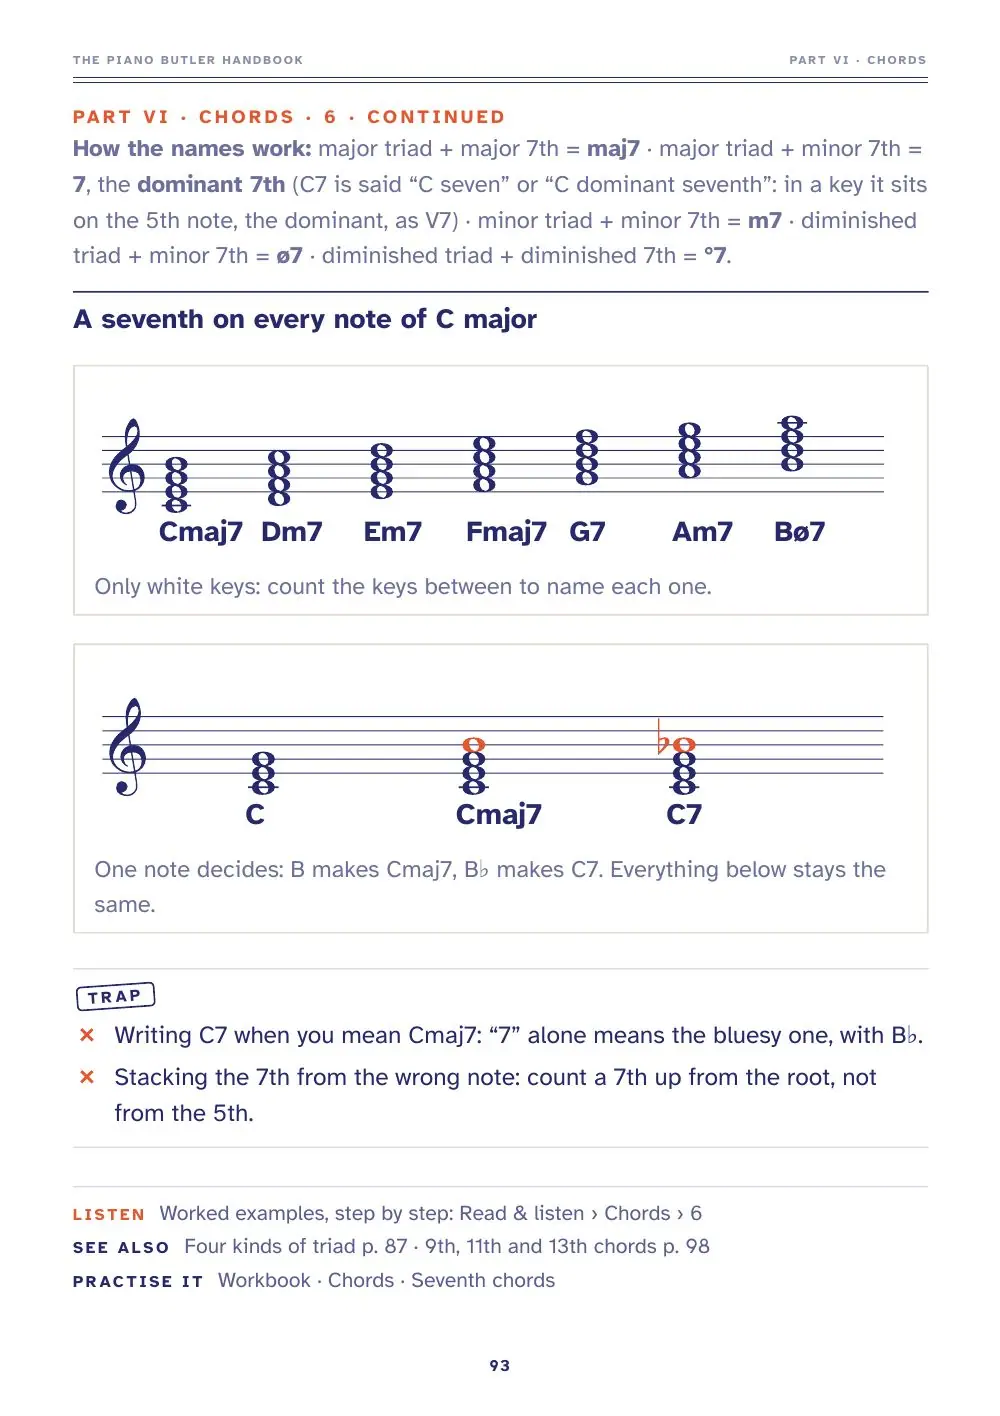 THE PIANO BUTLER HANDBOOK
PART VI · CHORDS
PART VI · CHORDS · 6 · CONTINUED
How the names work: major triad + major 7th = maj7 · major triad + minor 7th =
7, the dominant 7th (C7 is said “C seven” or “C dominant seventh”: in a key it sits
on the 5th note, the dominant, as V7) · minor triad + minor 7th = m7 · diminished
triad + minor 7th = ø7 · diminished triad + diminished 7th = °7.
A seventh on every note of C major
Cmaj7 Dm7 Em7 Fmaj7 G7 Am7 Bø7
Only white keys: count the keys between to name each one.
C Cmaj7 C7
One note decides: B makes Cmaj7, B♭ makes C7. Everything below stays the
same.
TRAP
× Writing C7 when you mean Cmaj7: “7” alone means the bluesy one, with B♭.
× Stacking the 7th from the wrong note: count a 7th up from the root, not
from the 5th.
LISTEN Worked examples, step by step: Read & listen › Chords › 6
SEE ALSO Four kinds of triad p. 87 · 9th, 11th and 13th chords p. 98
PRACTISE IT Workbook · Chords · Seventh chords
93